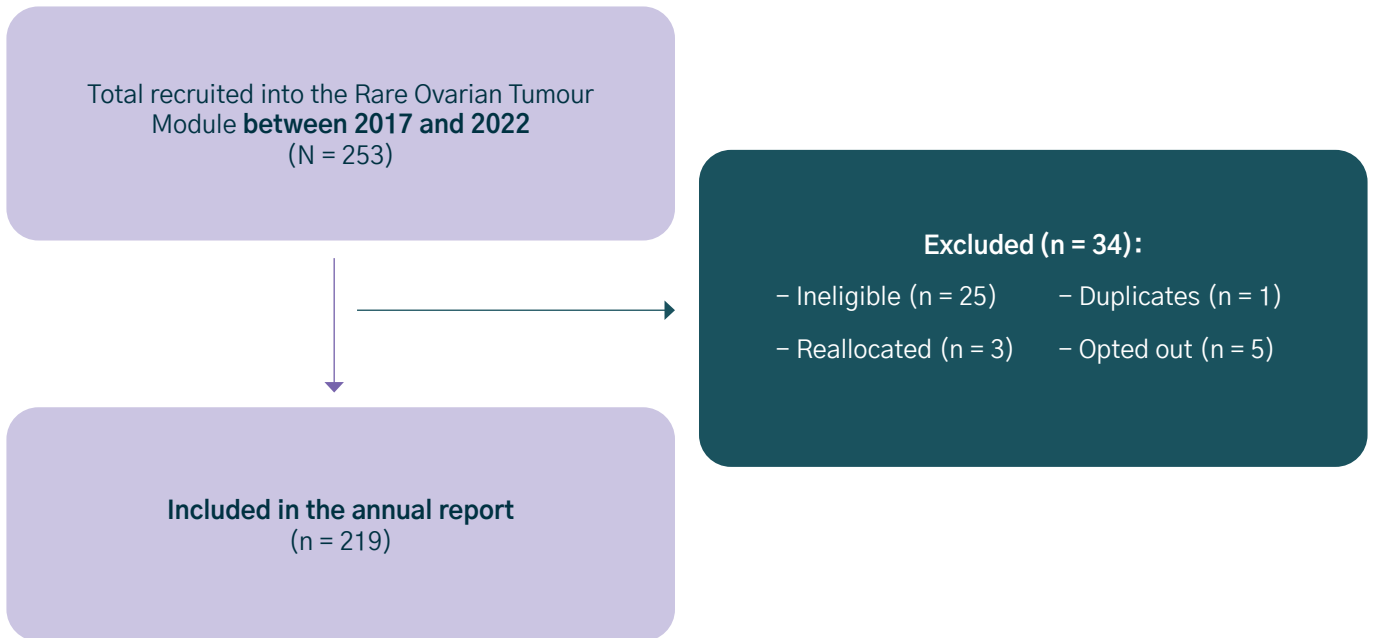 Total recruited into the Rare Ovarian Tumour
Module between 2017 and 2022
(N = 253)
Excluded (n = 34):
– Ineligible (n = 25)
– Duplicates (n = 1)
– Reallocated (n = 3)
– Opted out (n = 5)
Included in the annual report
(n = 219)